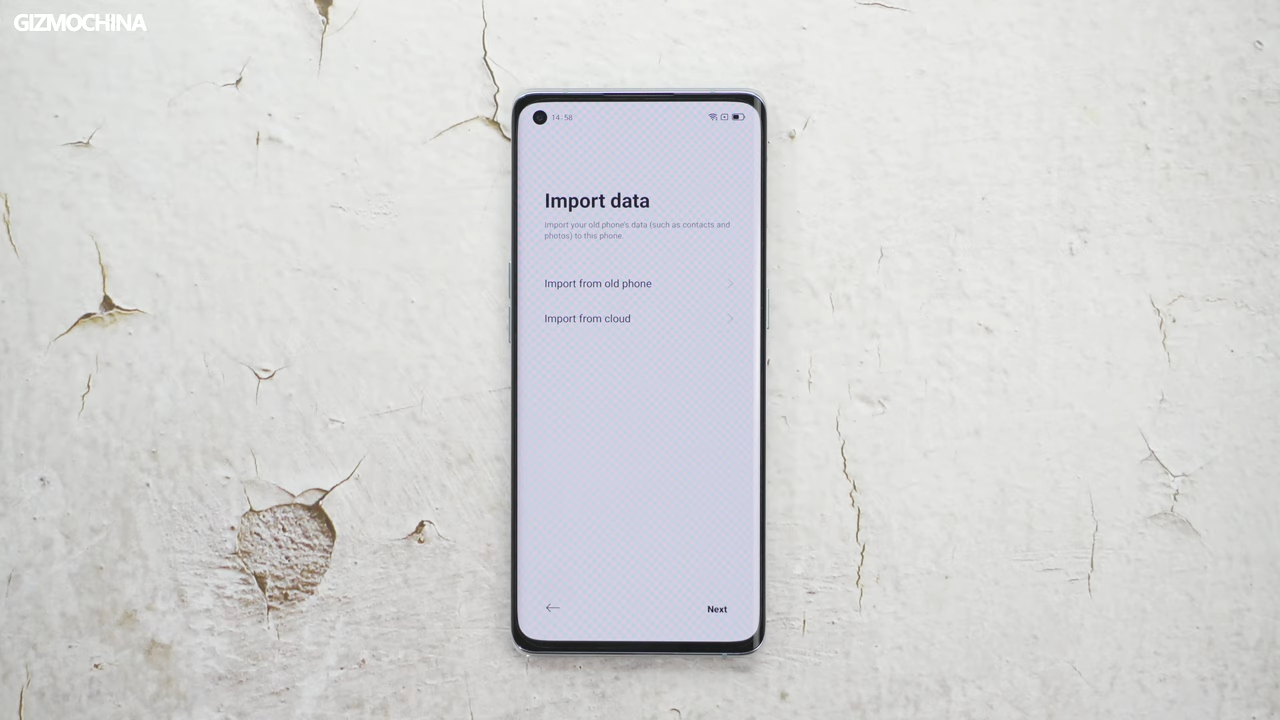 GIZMOCHINA
14:58
Import data
Import your old phone's data (such as contacts and
photos) to this phone.
Import from old phone
Import from cloud
Next